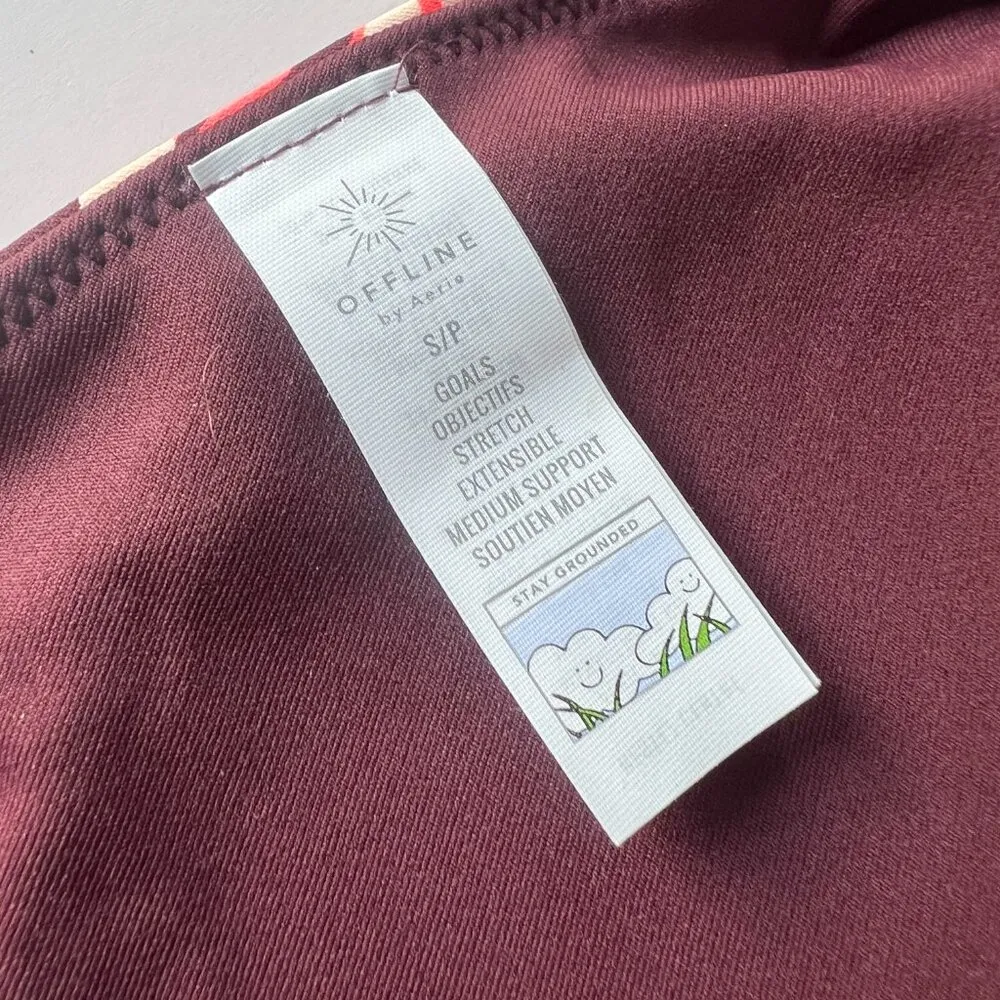 OFFLINE
by Aerie
S/P
GOALS
OBJECTIFS
STRETCH
EXTENSIBLE
MEDIUM SUPPORT
SOUTIEN MOYEN
STAY GROUNDED